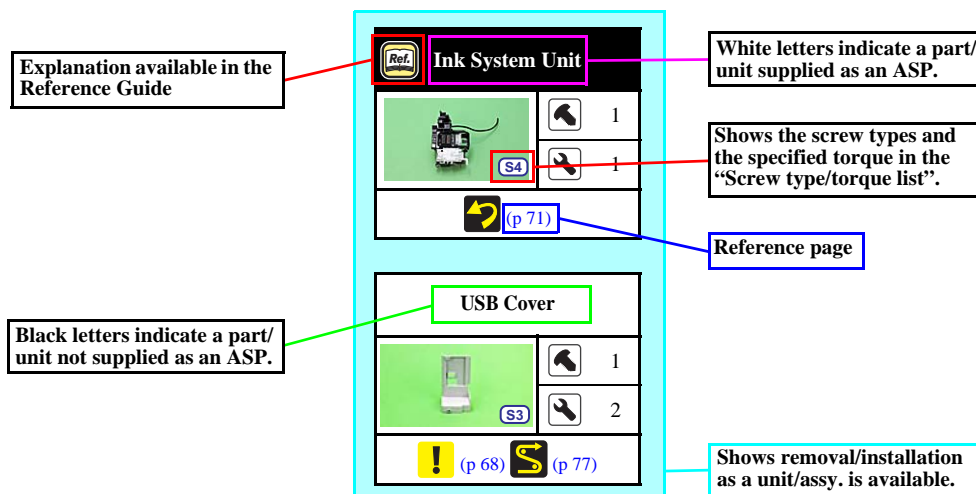 Explanation available in the
Reference Guide
Ref.
Ink System Unit
White letters indicate a part/
unit supplied as an ASP.
1
S4
1
Shows the screw types and
the specified torque in the
“Screw type/torque list”.
(p 71)
Reference page
USB Cover
Black letters indicate a part/
unit not supplied as an ASP.
1
S3
2
(p 68)
(p 77)
Shows removal/installation
as a unit/assy. is available.